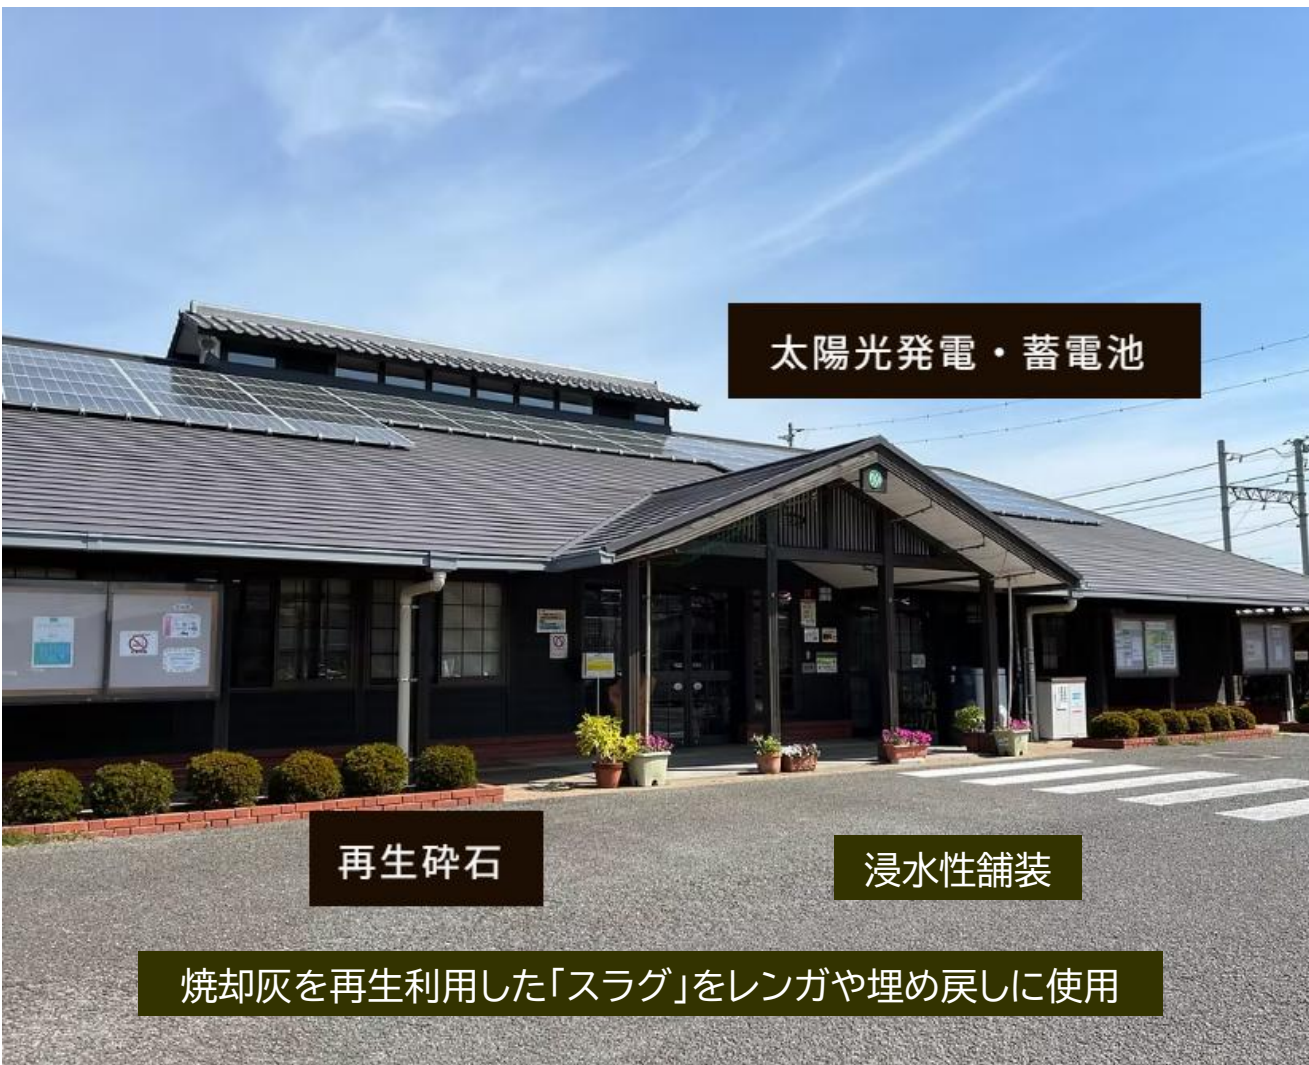 太陽光発電・蓄電池
再生砕石
浸水性舗装
焼却灰を再生利用した「スラグ」をレンガや埋め戻しに使用